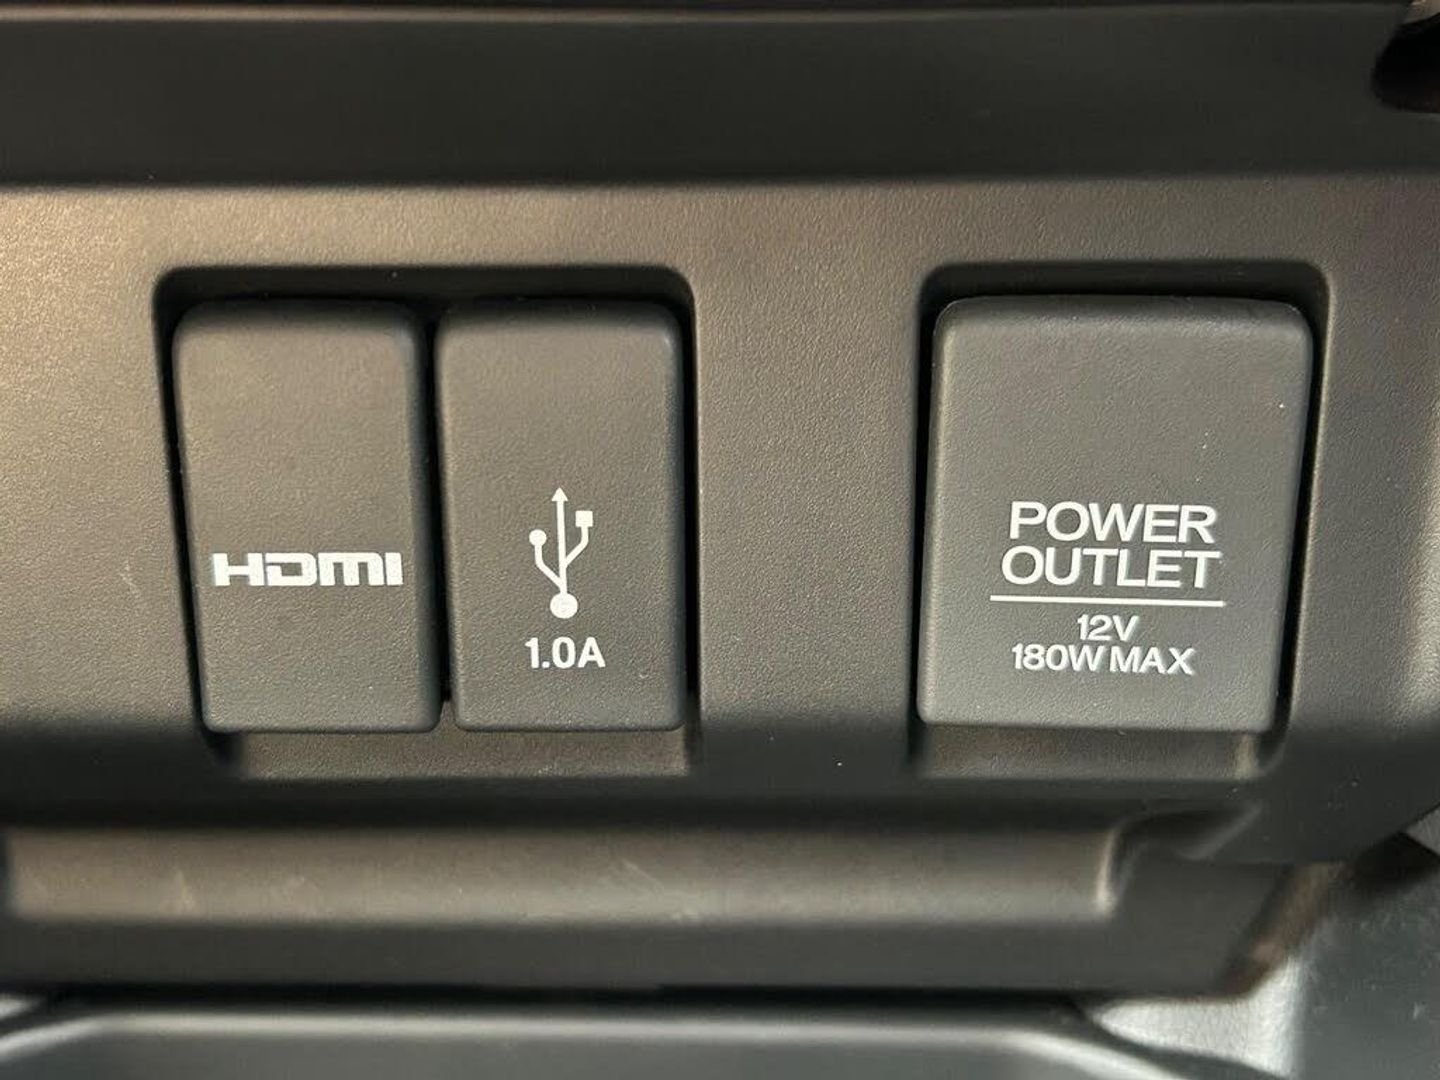 HDMI
1.0A
POWER
OUTLET
12V
180W MAX